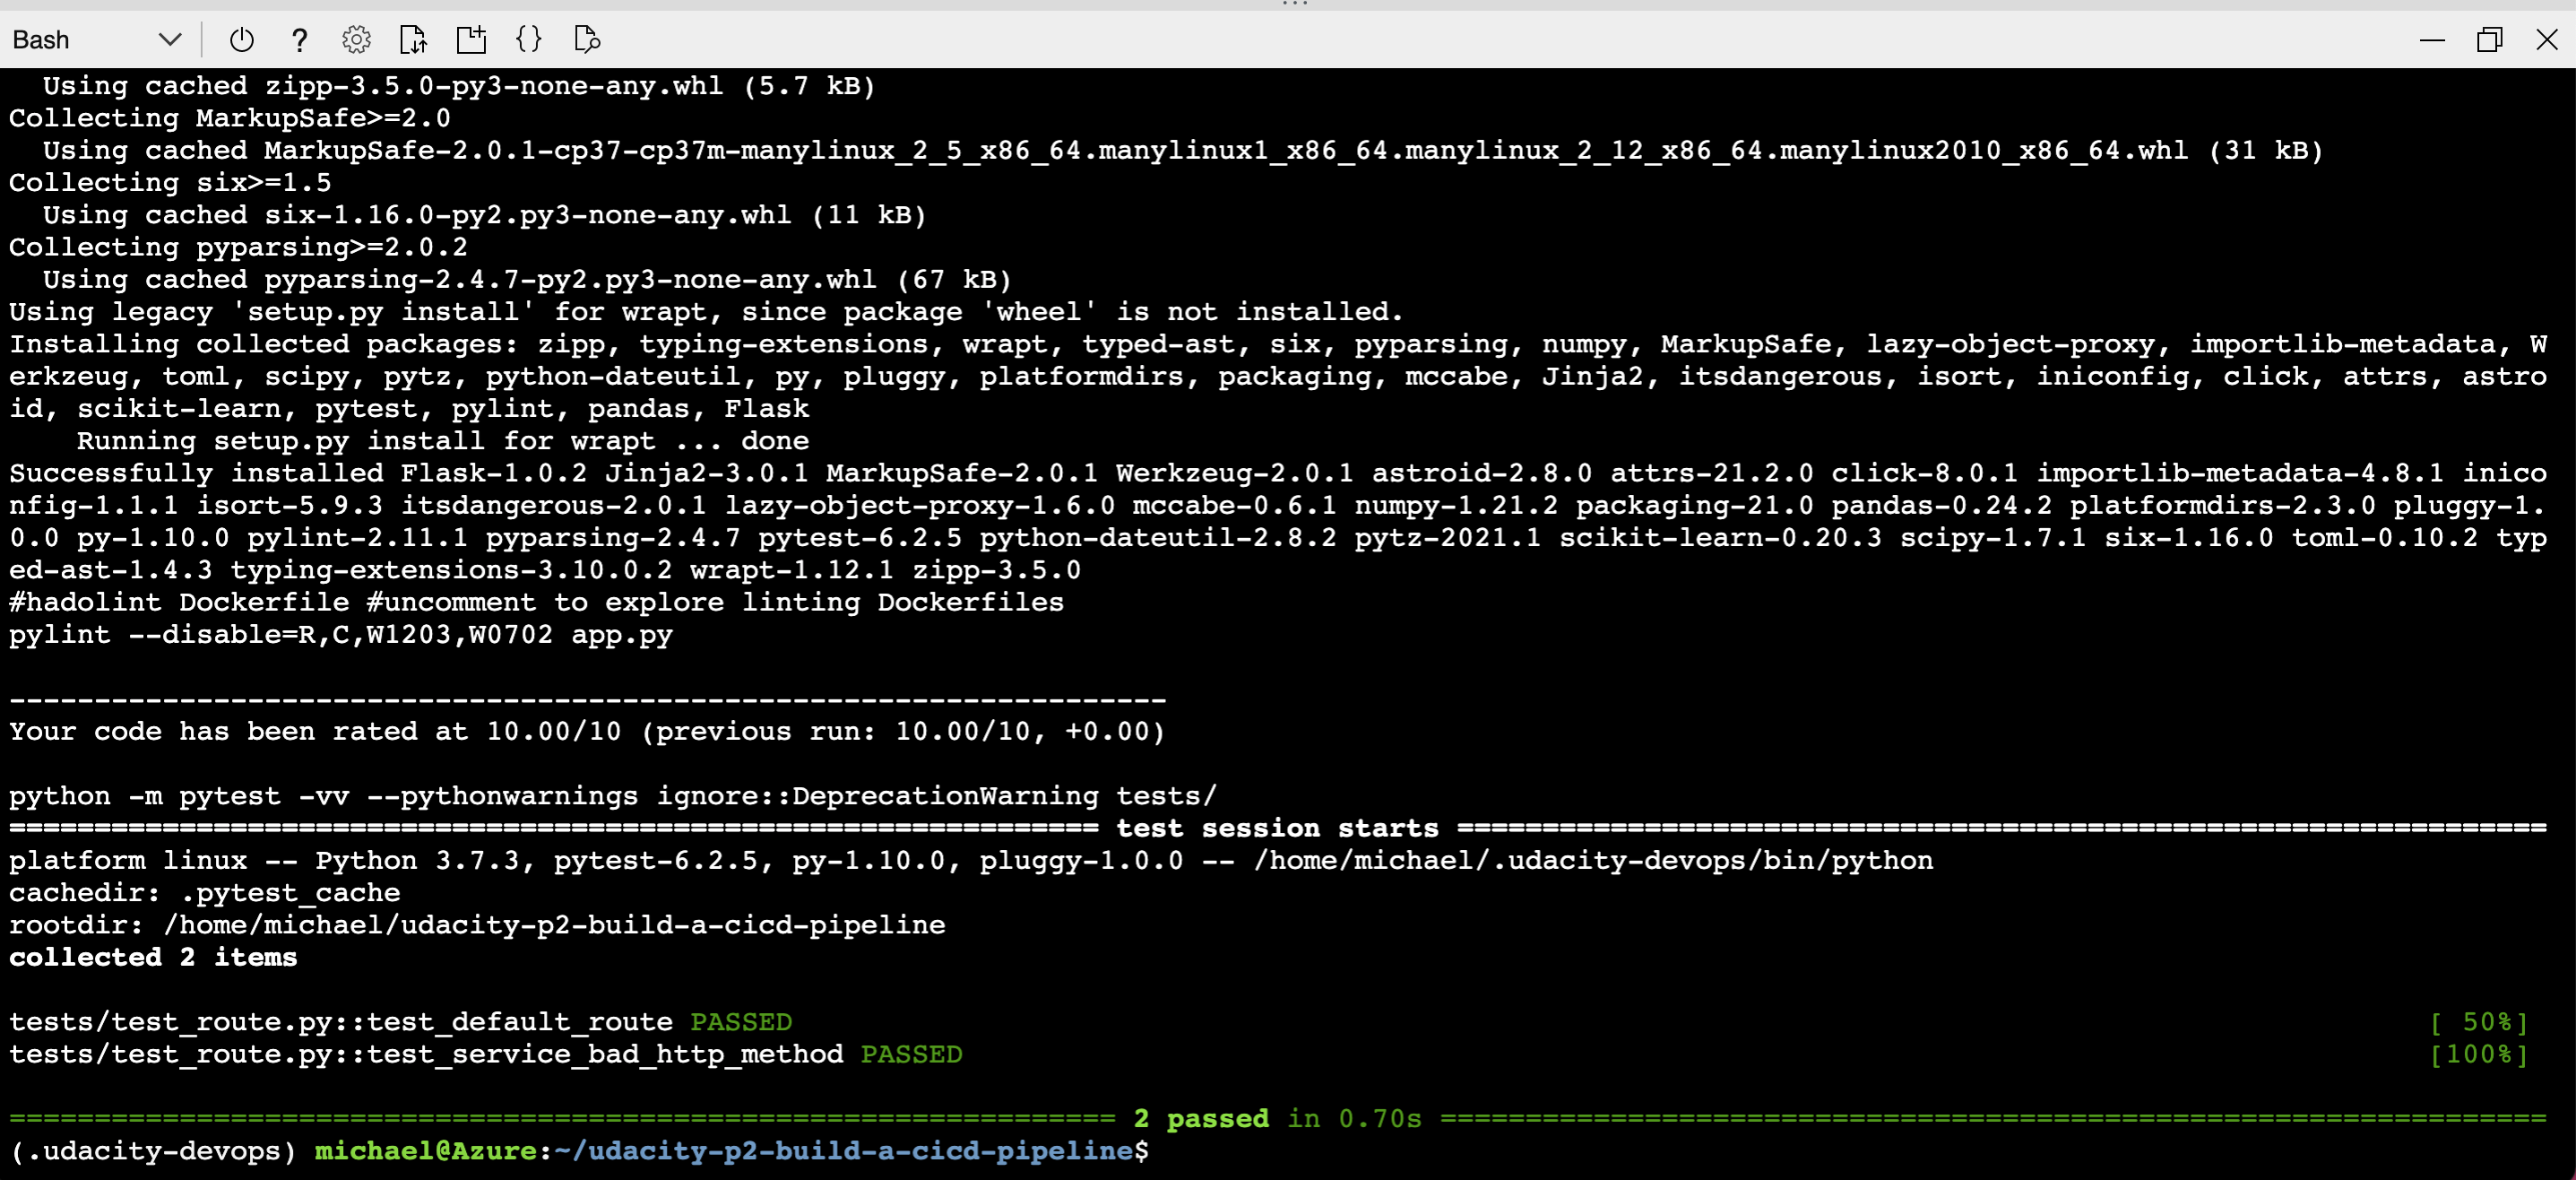 Bash
Using cached zipp-3.5.0-py3-none-any.whl (5.7 kB)
Collecting MarkupSafe>=2.0
Using cached MarkupSafe-2.0.1-cp37-cp37m-manylinux_2_5_x86_64.manylinux1_x86_64.manylinux_2_12_x86_64.manylinux2010_x86_64.whl (31 kB)
Collecting six>=1.5
Using cached six-1.16.0-py2.py3-none-any.whl (11 kB)
Collecting pyparsing>=2.0.2
Using cached pyparsing-2.4.7-py2.py3-none-any.whl (67 kB)
Using legacy 'setup.py install' for wrapt, since package 'wheel' is not installed.
Installing collected packages: zipp, typing-extensions, wrapt, typed-ast, six, pyparsing, numpy, MarkupSafe, lazy-object-proxy, importlib-metadata, W
erkzeug, toml, scipy, pytz, python-dateutil, py, pluggy, platformdirs, packaging, mccabe, Jinja2, itsdangerous, isort, iniconfig, click, attrs, astro
id, scikit-learn, pytest, pylint, pandas, Flask
Running setup.py install for wrapt ... done
Successfully installed Flask-1.0.2 Jinja2-3.0.1 MarkupSafe-2.0.1 Werkzeug-2.0.1 astroid-2.8.0 attrs-21.2.0 click-8.0.1 importlib-metadata-4.8.1 inico
nfig-1.1.1 isort-5.9.3 itsdangerous-2.0.1 lazy-object-proxy-1.6.0 mccabe-0.6.1 numpy-1.21.2 packaging-21.0 pandas-0.24.2 platformdirs-2.3.0 pluggy-1.
0.0 py-1.10.0 pylint-2.11.1 pyparsing-2.4.7 pytest-6.2.5 python-dateutil-2.8.2 pytz-2021.1 scikit-learn-0.20.3 scipy-1.7.1 six-1.16.0 toml-0.10.2 typ
ed-ast-1.4.3 typing-extensions-3.10.0.2 wrapt-1.12.1 zipp-3.5.0
#hadolint Dockerfile #uncomment to explore linting Dockerfiles
pylint --disable=R,C,W1203,W0702 app.py
--------------------------------------------------------------------
Your code has been rated at 10.00/10 (previous run: 10.00/10, +0.00)
python -m pytest -vv --pythonwarnings ignore::DeprecationWarning tests/
================================================================ test session starts ================================================================
platform linux -- Python 3.7.3, pytest-6.2.5, py-1.10.0, pluggy-1.0.0 -- /home/michael/.udacity-devops/bin/python
cachedir: .pytest_cache
rootdir: /home/michael/udacity-p2-build-a-cicd-pipeline
collected 2 items
tests/test_route.py::test_default_route PASSED [ 50%]
tests/test_route.py::test_service_bad_http_method PASSED [100%]
================================================================= 2 passed in 0.70s =================================================================
(.udacity-devops) michael@Azure:~/udacity-p2-build-a-cicd-pipeline$